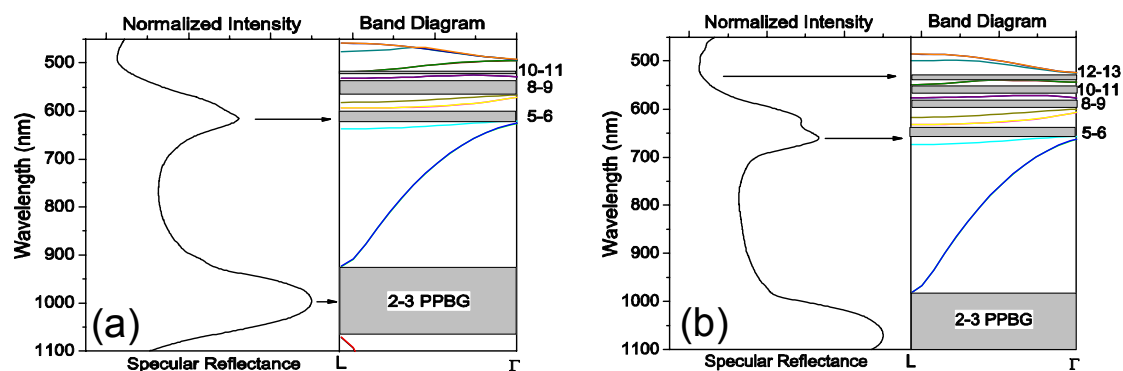 Normalized Intensity Band Diagram
500
600
700
800
900
1000
1100
Wavelength (nm)
10-11
8-9
5-6
2-3 PPBG
(a)
Specular Reflectance L Γ
Normalized Intensity Band Diagram
500
600
700
800
900
1000
1100
Wavelength (nm)
12-13
10-11
8-9
5-6
2-3 PPBG
(b)
Specular Reflectance L Γ